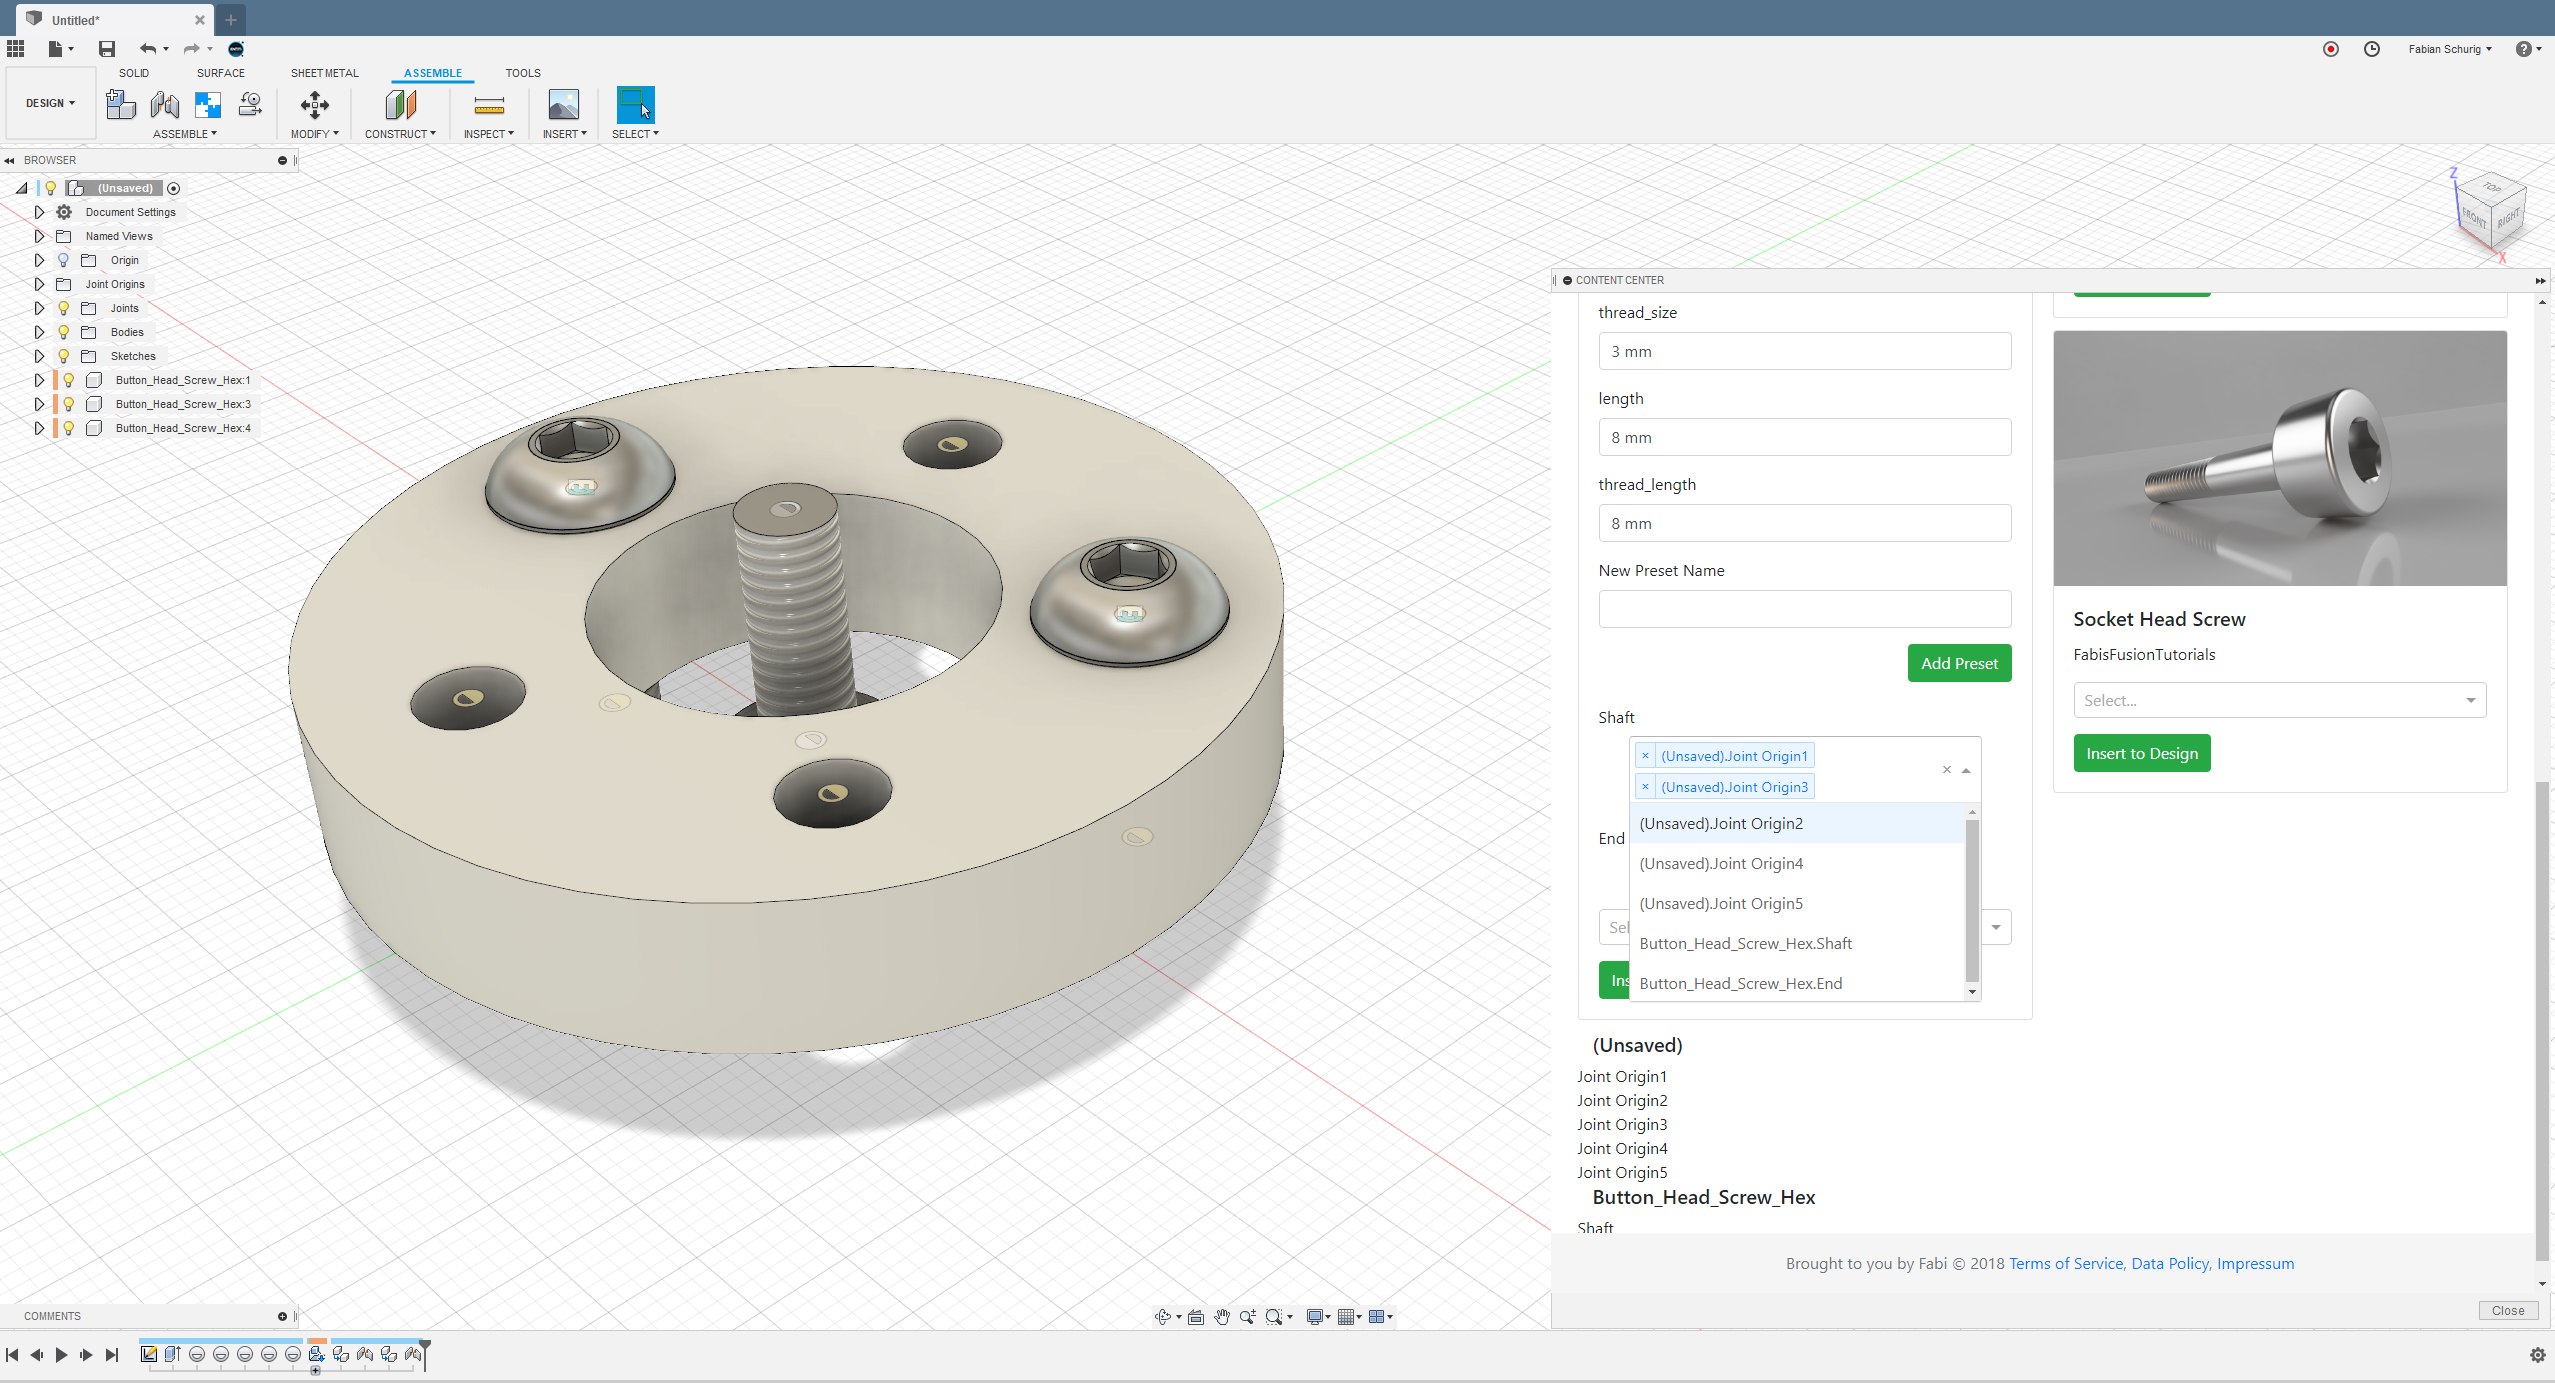 Untitled*
Fabian Schurig
SOLID SURFACE SHEET METAL ASSEMBLE TOOLS
DESIGN
ASSEMBLE MODIFY CONSTRUCT INSPECT INSERT SELECT
BROWSER
(Unsaved)
Document Settings
Named Views
Origin
Joint Origins
Joints
Bodies
Sketches
Button_Head_Screw_Hex:1
Button_Head_Screw_Hex:3
Button_Head_Screw_Hex:4
Z
TOP
FRONT
RIGHT
X
CONTENT CENTER
thread_size
3 mm
length
8 mm
thread_length
8 mm
New Preset Name
Add Preset
Shaft
× (Unsaved).Joint Origin1
× (Unsaved).Joint Origin3
(Unsaved).Joint Origin2
End
(Unsaved).Joint Origin4
(Unsaved).Joint Origin5
Sel
Button_Head_Screw_Hex.Shaft
Ins
Button_Head_Screw_Hex.End
Socket Head Screw
FabisFusionTutorials
Select...
Insert to Design
(Unsaved)
Joint Origin1
Joint Origin2
Joint Origin3
Joint Origin4
Joint Origin5
Button_Head_Screw_Hex
Shaft
Brought to you by Fabi © 2018 Terms of Service, Data Policy, Impressum
Close
COMMENTS